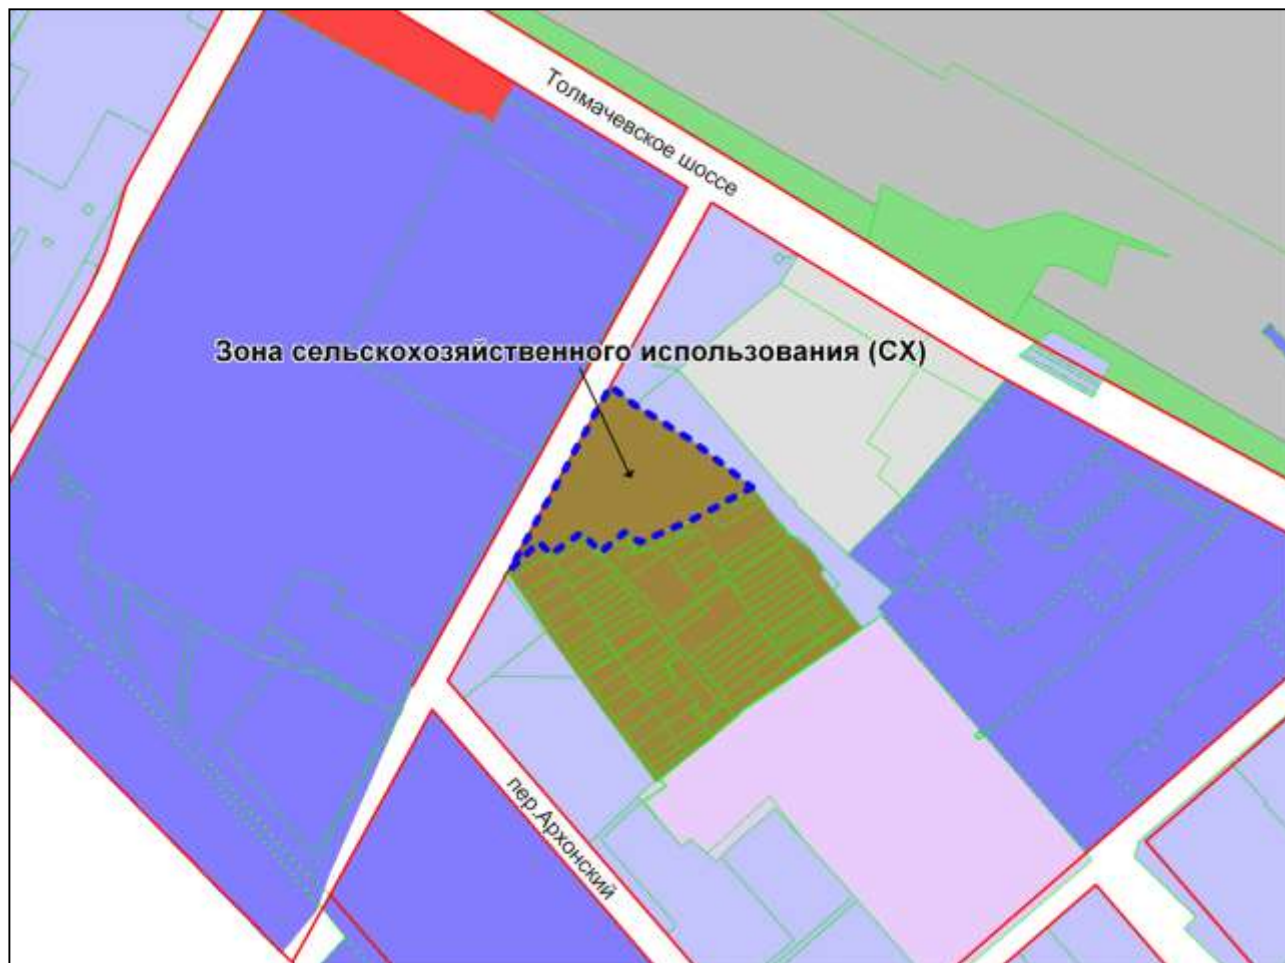 Толмачевское шоссе
Зона сельскохозяйственного использования (СХ)
пер.Архонский